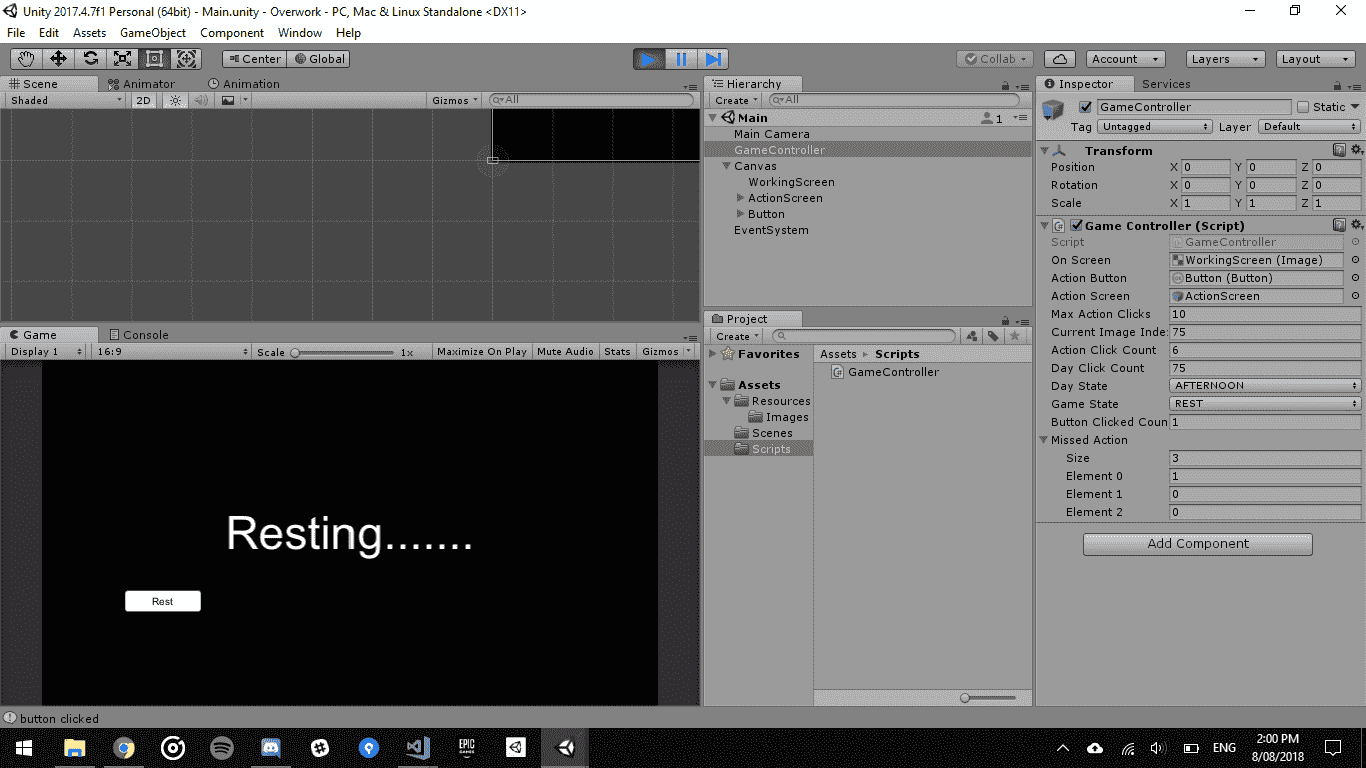 Unity 2017.4.7f1 Personal (64bit) - Main.unity - Overwork - PC, Mac & Linux Standalone <DX11>
File Edit Assets GameObject Component Window Help
Center Global Collab Account Layers Layout
Scene Animator Animation
Shaded 2D Gizmos All
Hierarchy
Create All
Main 1
Main Camera
GameController
Canvas
WorkingScreen
ActionScreen
Button
EventSystem
Game Console
Display 1 16:9 Scale 1x Maximize On Play Mute Audio Stats Gizmos
Resting.......
Rest
Project
Create
Favorites
Assets
Resources
Images
Scenes
Scripts
Assets Scripts
GameController
Inspector Services
GameController Static
Tag Untagged Layer Default
Transform
Position X 0 Y 0 Z 0
Rotation X 0 Y 0 Z 0
Scale X 1 Y 1 Z 1
Game Controller (Script)
Script GameController
On Screen WorkingScreen (Image)
Action Button Button (Button)
Action Screen ActionScreen
Max Action Clicks 10
Current Image Inde: 75
Action Click Count 6
Day Click Count 75
Day State AFTERNOON
Game State REST
Button Clicked Coun 1
Missed Action
Size 3
Element 0 1
Element 1 0
Element 2 0
Add Component
button clicked
EPIC GAMES
ENG
2:00 PM
8/08/2018